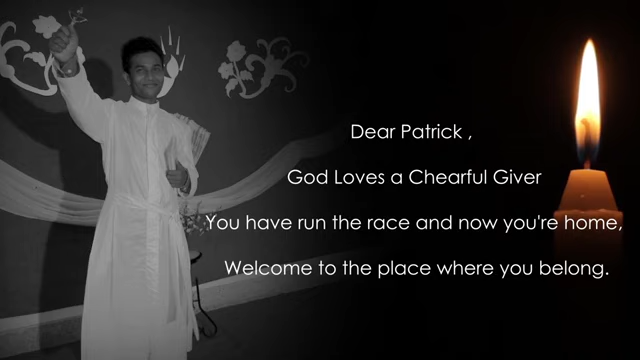 Dear Patrick ,
God Loves a Chearful Giver
You have run the race and now you're home,
Welcome to the place where you belong.